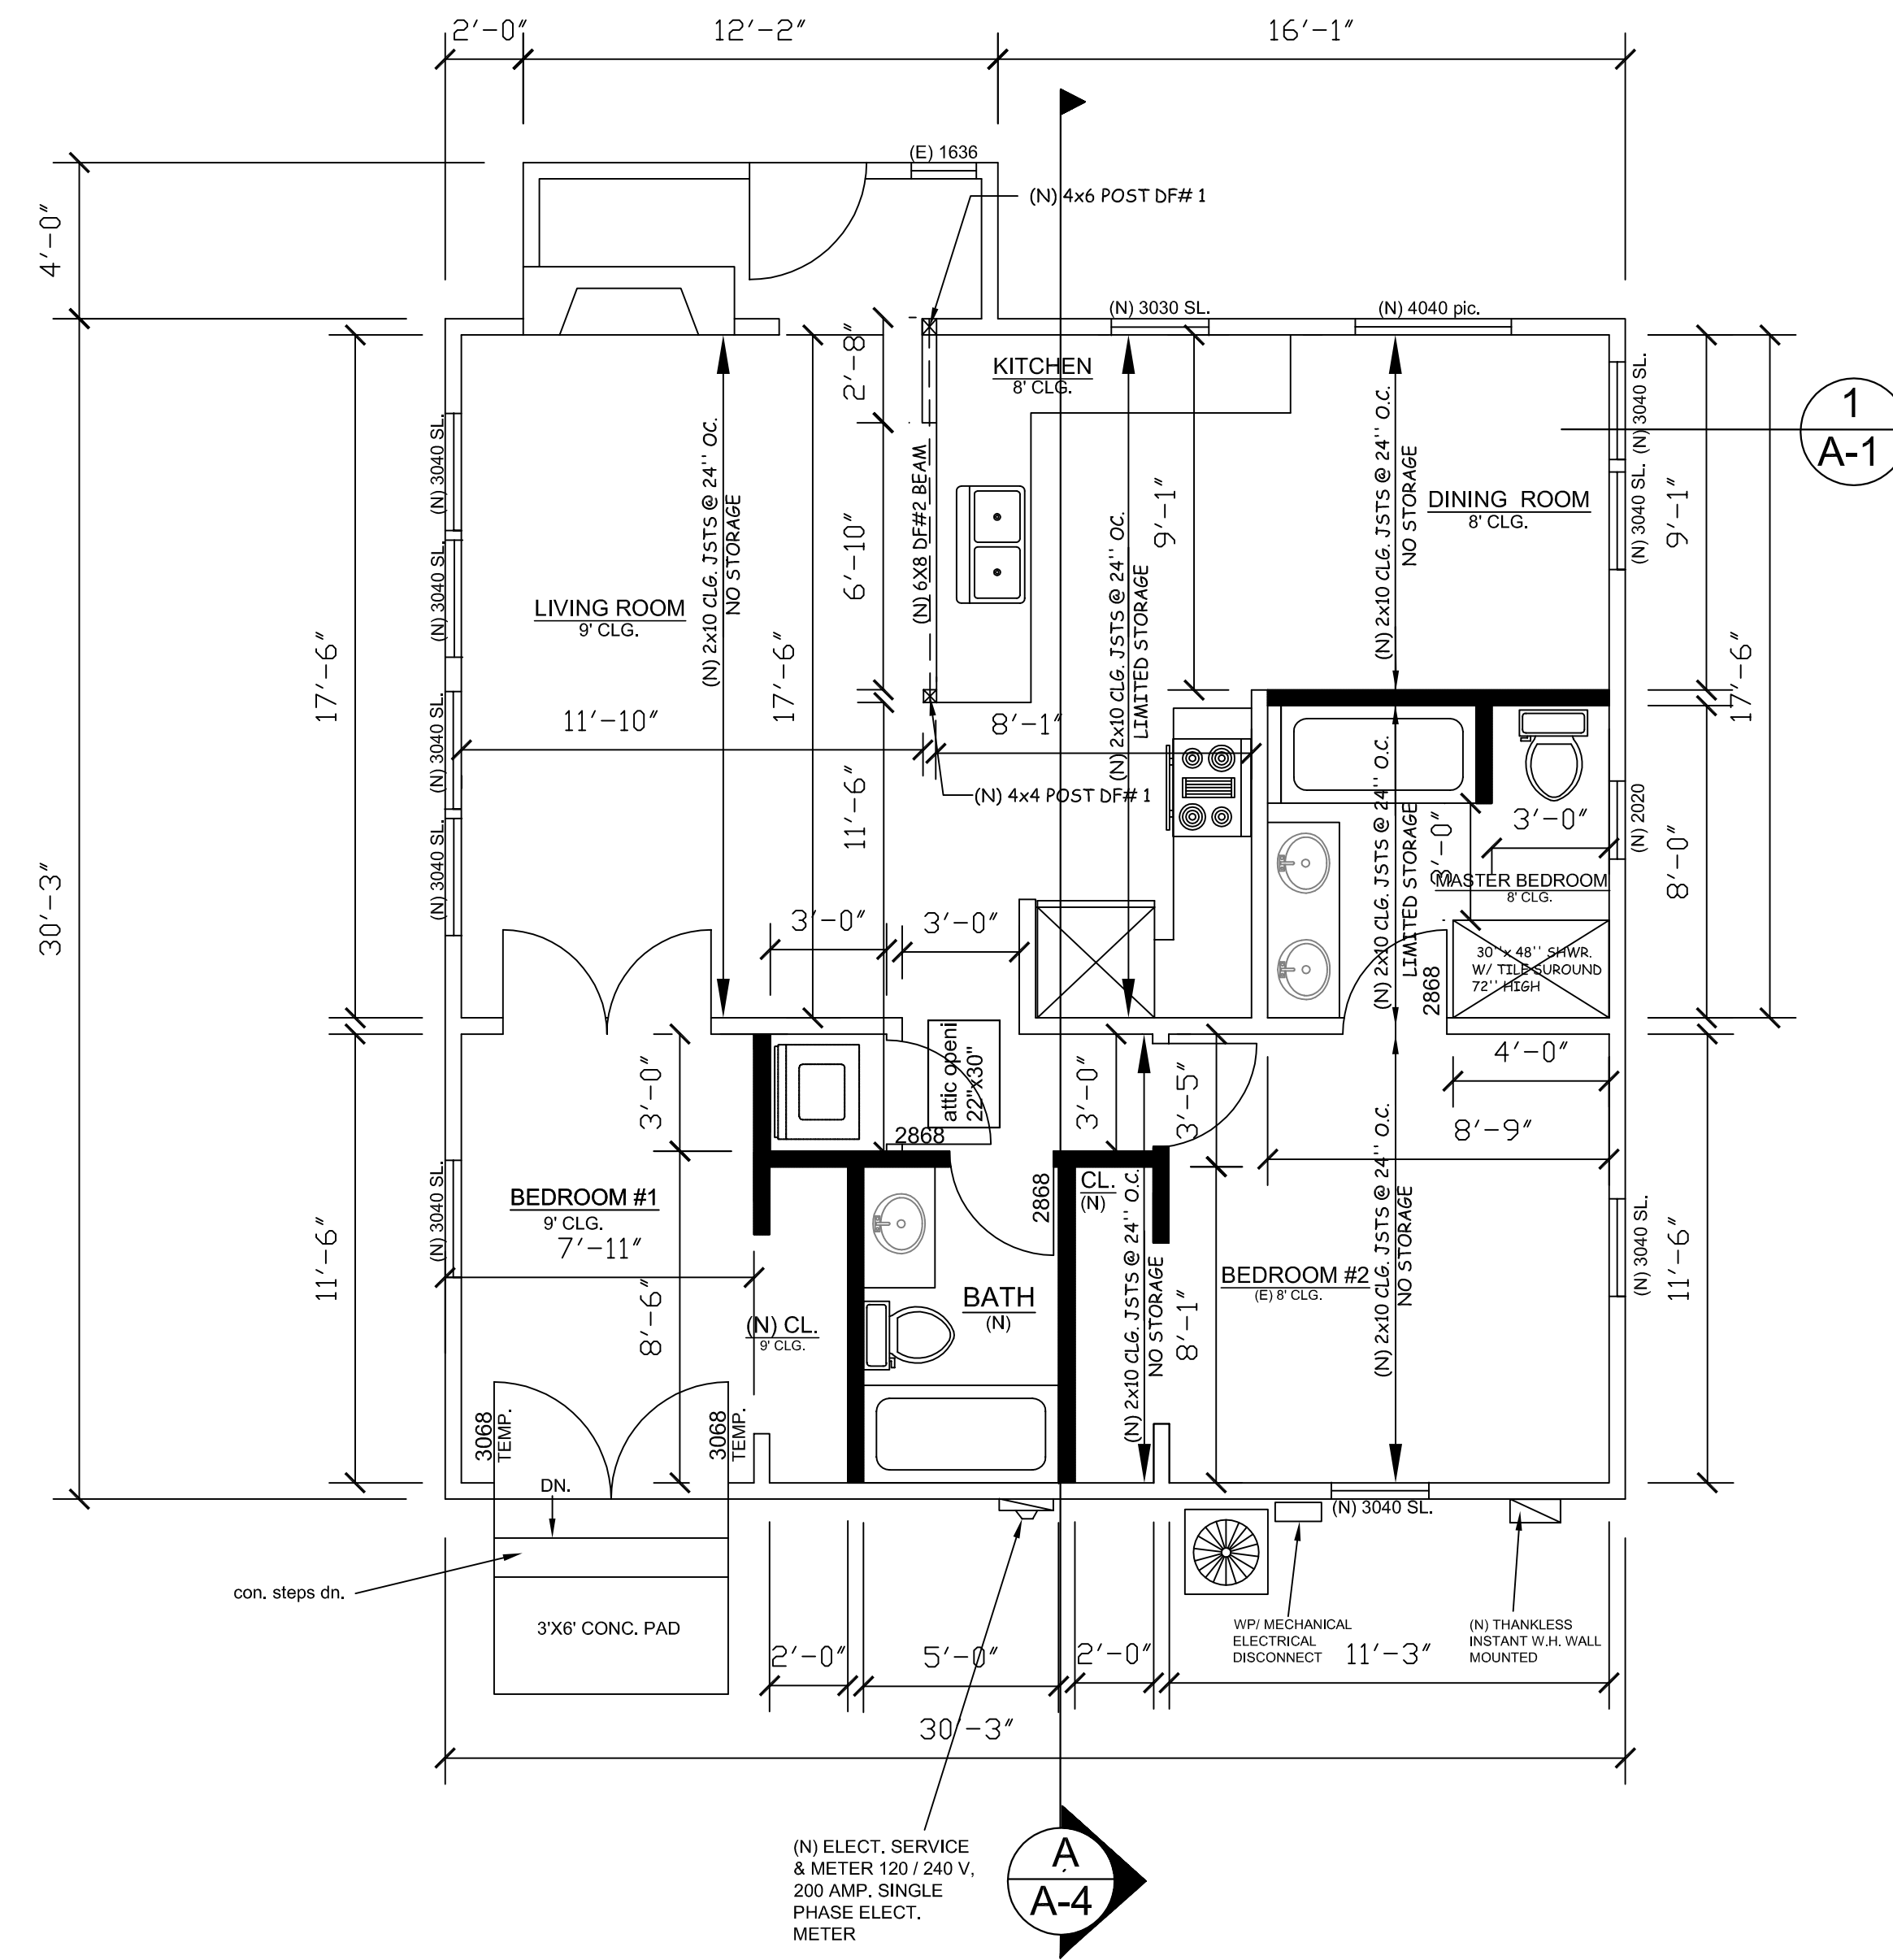 2'-0"
12'-2"
16'-1"
(E) 1636
(N) 4x6 POST DF# 1
4'-0"
(N) 3030 SL.
(N) 4040 pic.
2'-8"
KITCHEN
8' CLG.
(N) 3040 SL.
(N) 3040 SL.
1
A-1
(N) 3040 SL.
(N) 3040 SL.
(N) 3040 SL.
(N) 3040 SL.
(N) 2x10 CLG. JSTS @ 24'' OC.
NO STORAGE
(N) 6X8 DF#2 BEAM
6'-10"
9'-1"
(N) 2x10 CLG. JSTS @ 24'' OC.
LIMITED STORAGE
(N) 2x10 CLG. JSTS @ 24'' O.C.
NO STORAGE
DINING ROOM
8' CLG.
9'-1"
LIVING ROOM
9' CLG.
17'-6"
17'-6"
17'-6"
11'-10"
8'-1"
(N) 4x4 POST DF# 1
11'-6"
3'-0"
(N) 2020
(N) 2x10 CLG. JSTS @ 24'' O.C.
LIMITED STORAGE
3'-0"
8'-0"
MASTER BEDROOM
8' CLG.
30'-3"
3'-0"
3'-0"
30''x 48'' SHWR.
W/ TILE SUROUND
72'' HIGH
2868
4'-0"
attic openi
22"x30"
3'-0"
3'-0"
3'-5"
2868
8'-9"
2868
CL.
(N)
(N) 3040 SL.
BEDROOM #1
9' CLG.
7'-11"
11'-6"
8'-6"
(N) CL.
9' CLG.
BATH
(N)
(N) 2x10 CLG. JSTS @ 24'' O.C.
NO STORAGE
8'-1"
BEDROOM #2
(E) 8' CLG.
(N) 2x10 CLG. JSTS @ 24'' O.C.
NO STORAGE
(N) 3040 SL.
11'-6"
3068
TEMP.
3068
TEMP.
DN.
(N) 3040 SL.
con. steps dn.
3'X6' CONC. PAD
WP/ MECHANICAL
ELECTRICAL
DISCONNECT
(N) THANKLESS
INSTANT W.H. WALL
MOUNTED
2'-0"
5'-0"
2'-0"
11'-3"
30'-3"
(N) ELECT. SERVICE
& METER 120 / 240 V,
200 AMP. SINGLE
PHASE ELECT.
METER
A
A-4